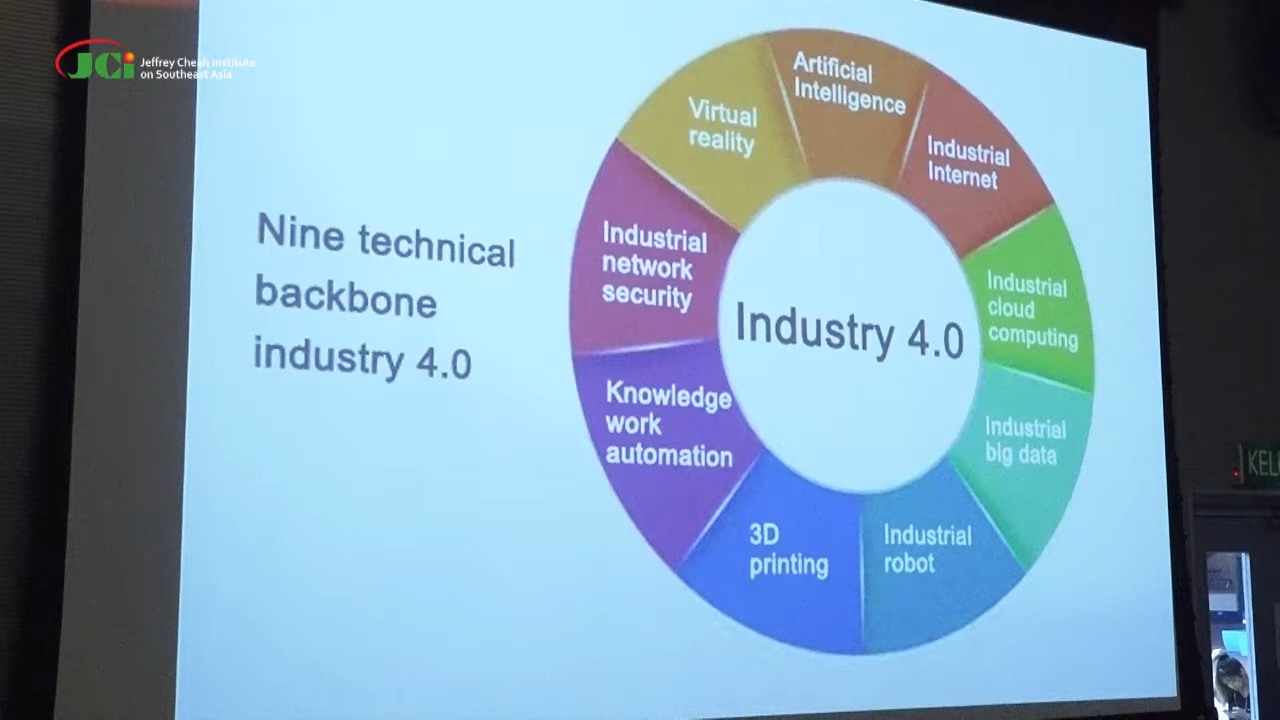 JCi
Jeffrey Cheah Institute
on Southeast Asia
Nine technical
backbone
industry 4.0
Industry 4.0
Artificial
Intelligence
Industrial
Internet
Industrial
cloud
computing
Industrial
big data
Industrial
robot
3D
printing
Knowledge
work
automation
Industrial
network
security
Virtual
reality